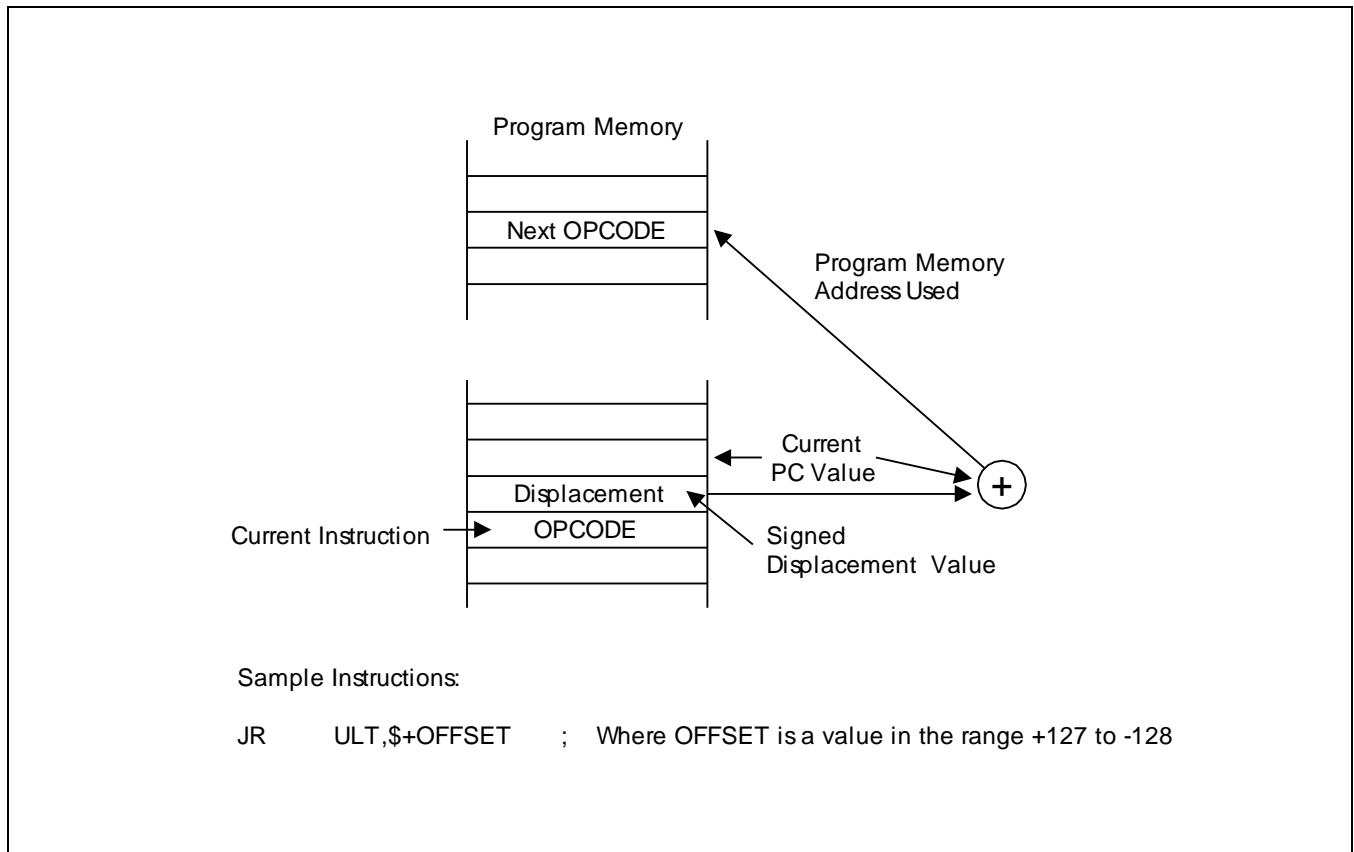 Program Memory
Next OPCODE
Program Memory
Address Used
Current
PC Value
+
Displacement
Current Instruction
OPCODE
Signed
Displacement Value
Sample Instructions:
JR ULT,$+OFFSET ; Where OFFSET is a value in the range +127 to -128